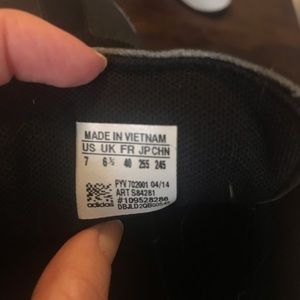 MADE IN VIETNAM
US UK FR JP CHN
7 6½ 40 255 245
PYV 702001 04/14
ART S84281
#109528286
adidas